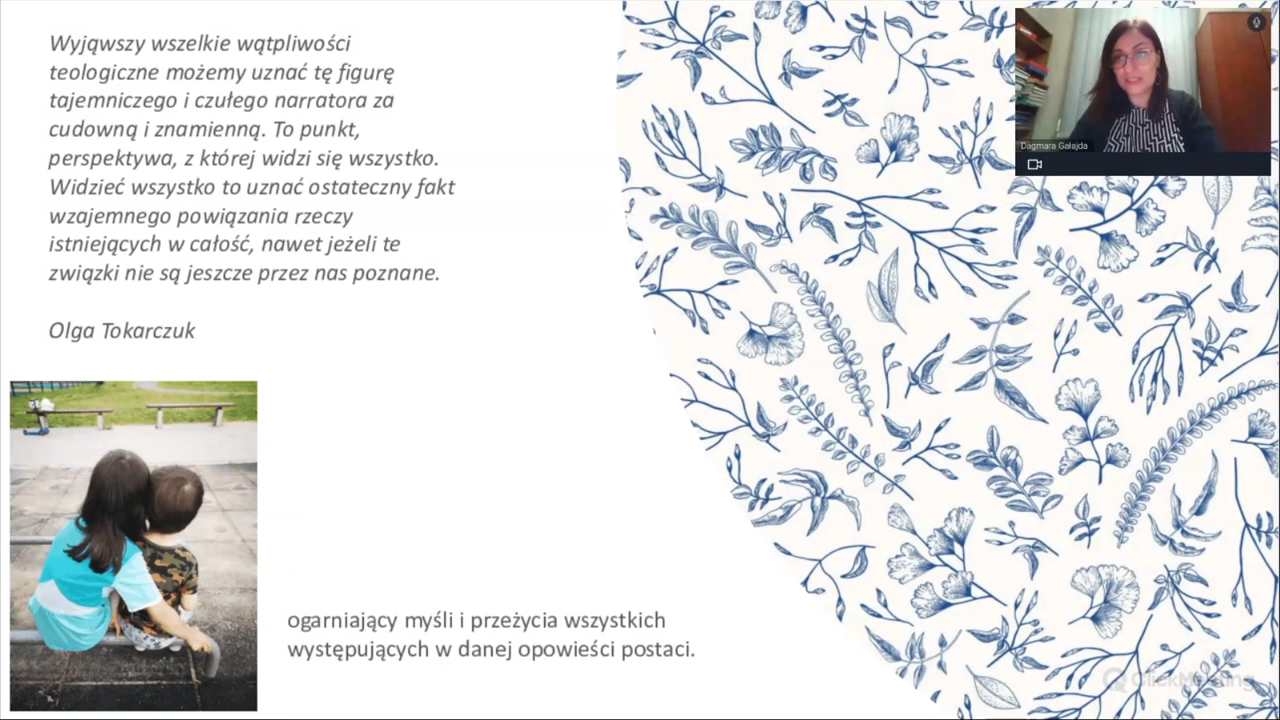 Wyjąwszy wszelkie wątpliwości
teologiczne możemy uznać tę figurę
tajemniczego i czułego narratora za
cudowną i znamienną. To punkt,
perspektywa, z której widzi się wszystko.
Widzieć wszystko to uznać ostateczny fakt
wzajemnego powiązania rzeczy
istniejących w całość, nawet jeżeli te
związki nie są jeszcze przez nas poznane.
Olga Tokarczuk
ogarniający myśli i przeżycia wszystkich
występujących w danej opowieści postaci.
Dagmara Gałajda
ClickMeeting